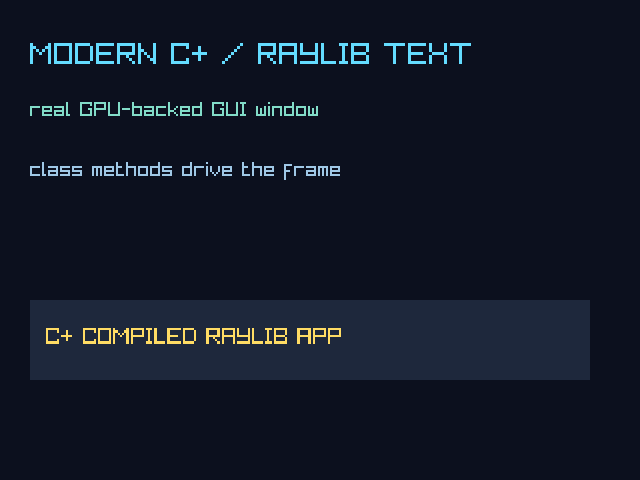 MODERN C+ / RAYLIB TEXT
real GPU-backed GUI window
class methods drive the frame
C+ COMPILED RAYLIB APP